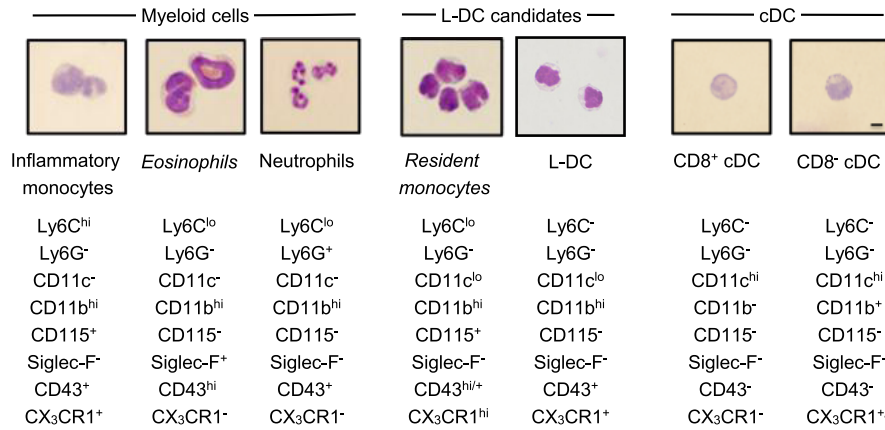 Myeloid cells L-DC candidates cDC
Inflammatory monocytes Eosinophils Neutrophils Resident monocytes L-DC CD8⁺ cDC CD8⁻ cDC
Ly6Cʰⁱ Ly6Cˡᵒ Ly6Cˡᵒ Ly6Cˡᵒ Ly6C⁻ Ly6C⁻ Ly6C⁻
Ly6G⁻ Ly6G⁻ Ly6G⁺ Ly6G⁻ Ly6G⁻ Ly6G⁻ Ly6G⁻
CD11c⁻ CD11c⁻ CD11c⁻ CD11cˡᵒ CD11cˡᵒ CD11cʰⁱ CD11cʰⁱ
CD11bʰⁱ CD11bʰⁱ CD11bʰⁱ CD11bʰⁱ CD11bʰⁱ CD11b⁻ CD11b⁺
CD115⁺ CD115⁻ CD115⁻ CD115⁺ CD115⁻ CD115⁻ CD115⁻
Siglec-F⁻ Siglec-F⁺ Siglec-F⁻ Siglec-F⁻ Siglec-F⁻ Siglec-F⁻ Siglec-F⁻
CD43⁺ CD43ʰⁱ CD43⁺ CD43ʰⁱ/⁺ CD43⁺ CD43⁻ CD43⁻
CX₃CR1⁺ CX₃CR1⁻ CX₃CR1⁻ CX₃CR1ʰⁱ CX₃CR1⁺ CX₃CR1⁻ CX₃CR1⁺